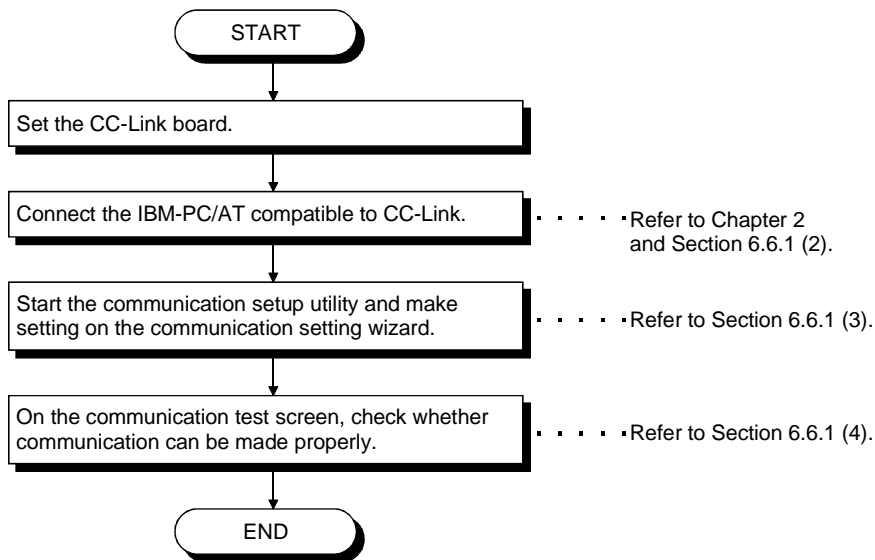 START
Set the CC-Link board.
Connect the IBM-PC/AT compatible to CC-Link.
Refer to Chapter 2
and Section 6.6.1 (2).
Start the communication setup utility and make
setting on the communication setting wizard.
Refer to Section 6.6.1 (3).
On the communication test screen, check whether
communication can be made properly.
Refer to Section 6.6.1 (4).
END